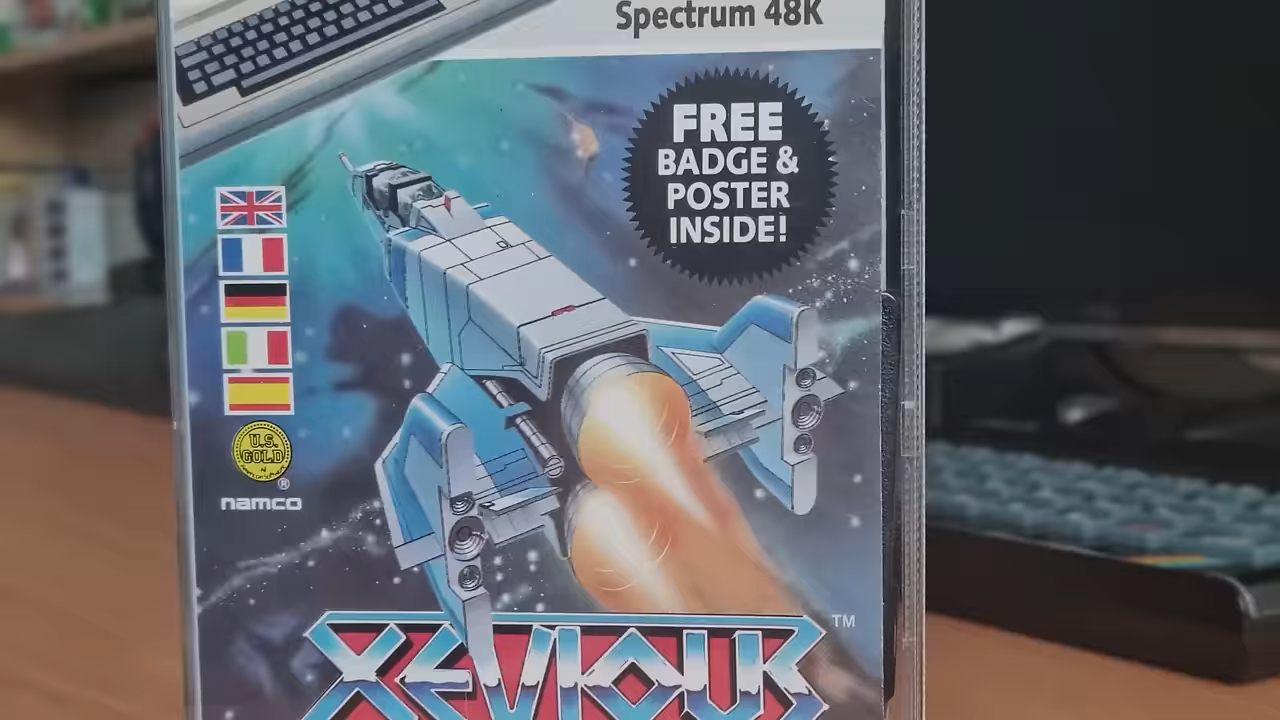 Spectrum 48K
FREE
BADGE &
POSTER
INSIDE!
U.S.
GOLD
®
namco
TM
XEVIOUS